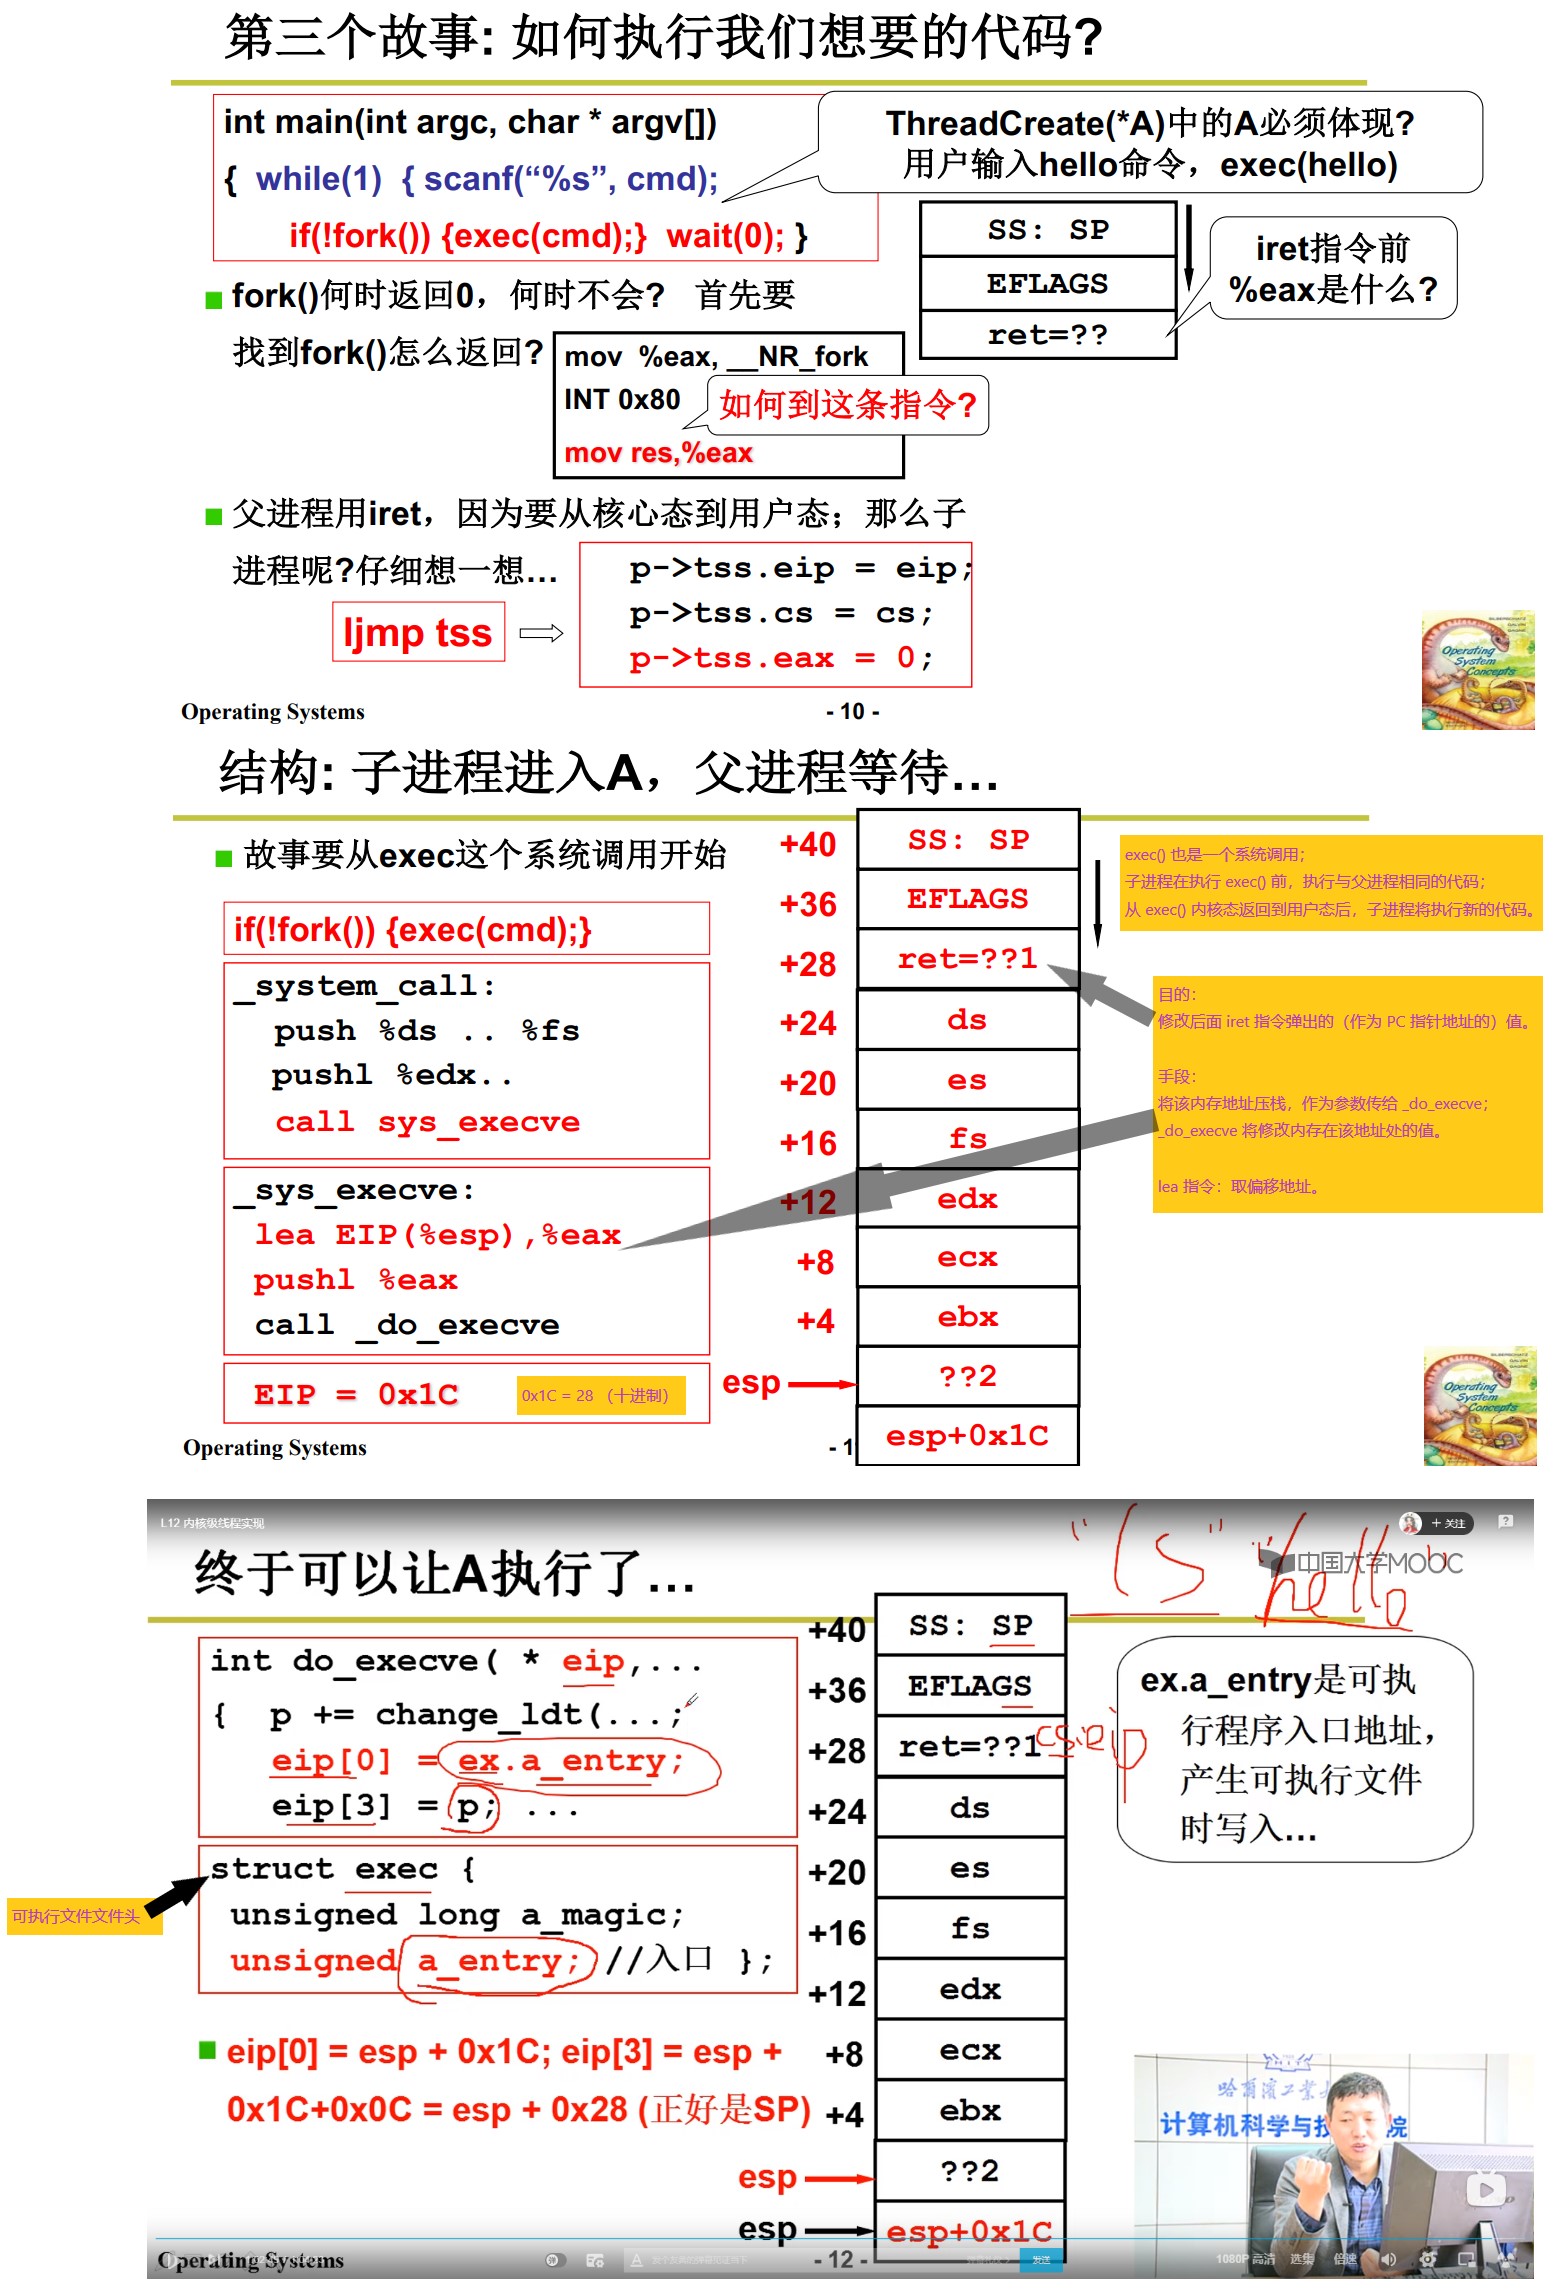 第三个故事: 如何执行我们想要的代码?
int main(int argc, char * argv[])
{ while(1) { scanf(“%s”, cmd);
if(!fork()) {exec(cmd);} wait(0); }
ThreadCreate(*A)中的A必须体现?
用户输入hello命令，exec(hello)
SS: SP
EFLAGS
ret=??
iret指令前
%eax是什么?
fork()何时返回0，何时不会? 首先要
找到fork()怎么返回?
mov %eax, __NR_fork
INT 0x80
mov res,%eax
如何到这条指令?
父进程用iret，因为要从核心态到用户态；那么子
进程呢?仔细想一想…
ljmp tss
p->tss.eip = eip;
p->tss.cs = cs;
p->tss.eax = 0;
Operating System Concepts
Operating Systems
- 10 -
结构: 子进程进入A，父进程等待…
故事要从exec这个系统调用开始
if(!fork()) {exec(cmd);}
_system_call:
push %ds .. %fs
pushl %edx..
call sys_execve
_sys_execve:
lea EIP(%esp),%eax
pushl %eax
call _do_execve
EIP = 0x1C
0x1C = 28 （十进制）
+40 SS: SP
+36 EFLAGS
+28 ret=??1
+24 ds
+20 es
+16 fs
+12 edx
+8 ecx
+4 ebx
esp ??2
esp+0x1C
exec() 也是一个系统调用；
子进程在执行 exec() 前，执行与父进程相同的代码；
从 exec() 内核态返回到用户态后，子进程将执行新的代码。
目的：
修改后面 iret 指令弹出的（作为 PC 指针地址的）值。
手段：
将该内存地址压栈，作为参数传给 _do_execve；
_do_execve 将修改内存在该地址处的值。
lea 指令：取偏移地址。
Operating System Concepts
Operating Systems
- 1
L12 内核级线程实现
+ 关注
中国大学MOOC
"ls" "hello"
终于可以让A执行了…
int do_execve( * eip,...
{ p += change_ldt(...;
eip[0] = ex.a_entry;
eip[3] = p; ...
struct exec {
unsigned long a_magic;
unsigned a_entry; //入口 };
可执行文件文件头
eip[0] = esp + 0x1C; eip[3] = esp +
0x1C+0x0C = esp + 0x28 (正好是SP)
+40 SS: SP
+36 EFLAGS
+28 ret=??1 cs:eip
+24 ds
+20 es
+16 fs
+12 edx
+8 ecx
+4 ebx
esp ??2
esp esp+0x1C
ex.a_entry是可执
行程序入口地址，
产生可执行文件
时写入…
计算机科学与技
院
Operating Systems
- 12 -
发送
1080P 高清 选集 倍速